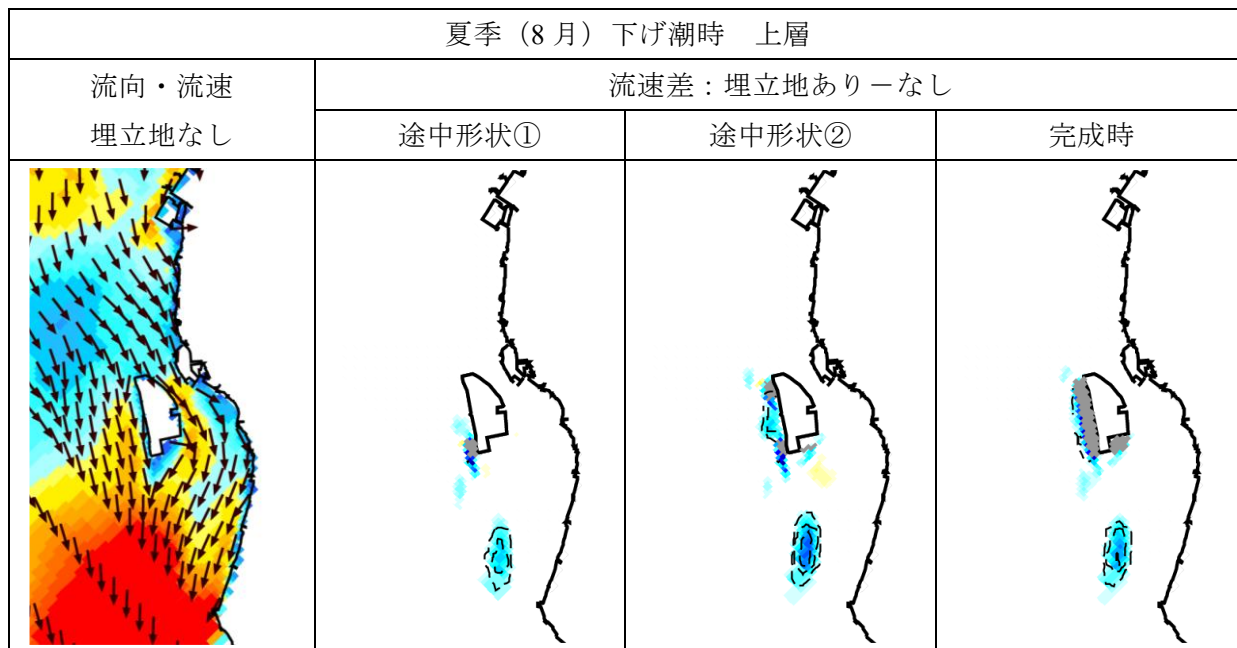 夏季（8月）下げ潮時　上層
流向・流速
埋立地なし
流速差：埋立地あり－なし
途中形状①
途中形状②
完成時